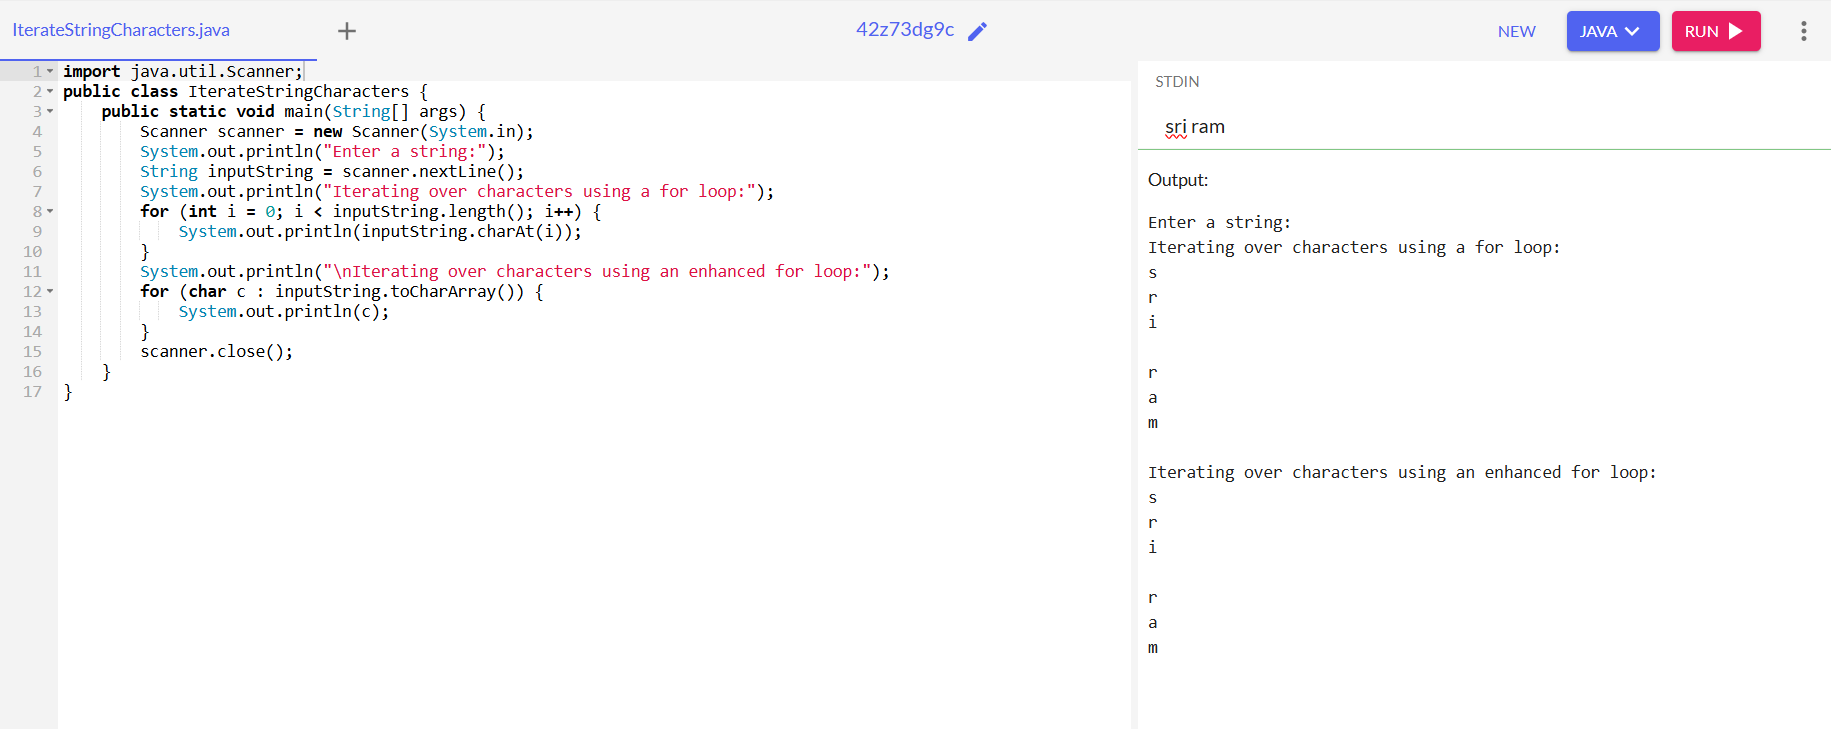 IterateStringCharacters.java + 42z73dg9c NEW JAVA RUN
1 import java.util.Scanner;
2 public class IterateStringCharacters {
3     public static void main(String[] args) {
4         Scanner scanner = new Scanner(System.in);
5         System.out.println("Enter a string:");
6         String inputString = scanner.nextLine();
7         System.out.println("Iterating over characters using a for loop:");
8         for (int i = 0; i < inputString.length(); i++) {
9             System.out.println(inputString.charAt(i));
10         }
11         System.out.println("\nIterating over characters using an enhanced for loop:");
12         for (char c : inputString.toCharArray()) {
13             System.out.println(c);
14         }
15         scanner.close();
16     }
17 }
STDIN
sri ram
Output:
Enter a string:
Iterating over characters using a for loop:
s
r
i

r
a
m

Iterating over characters using an enhanced for loop:
s
r
i

r
a
m